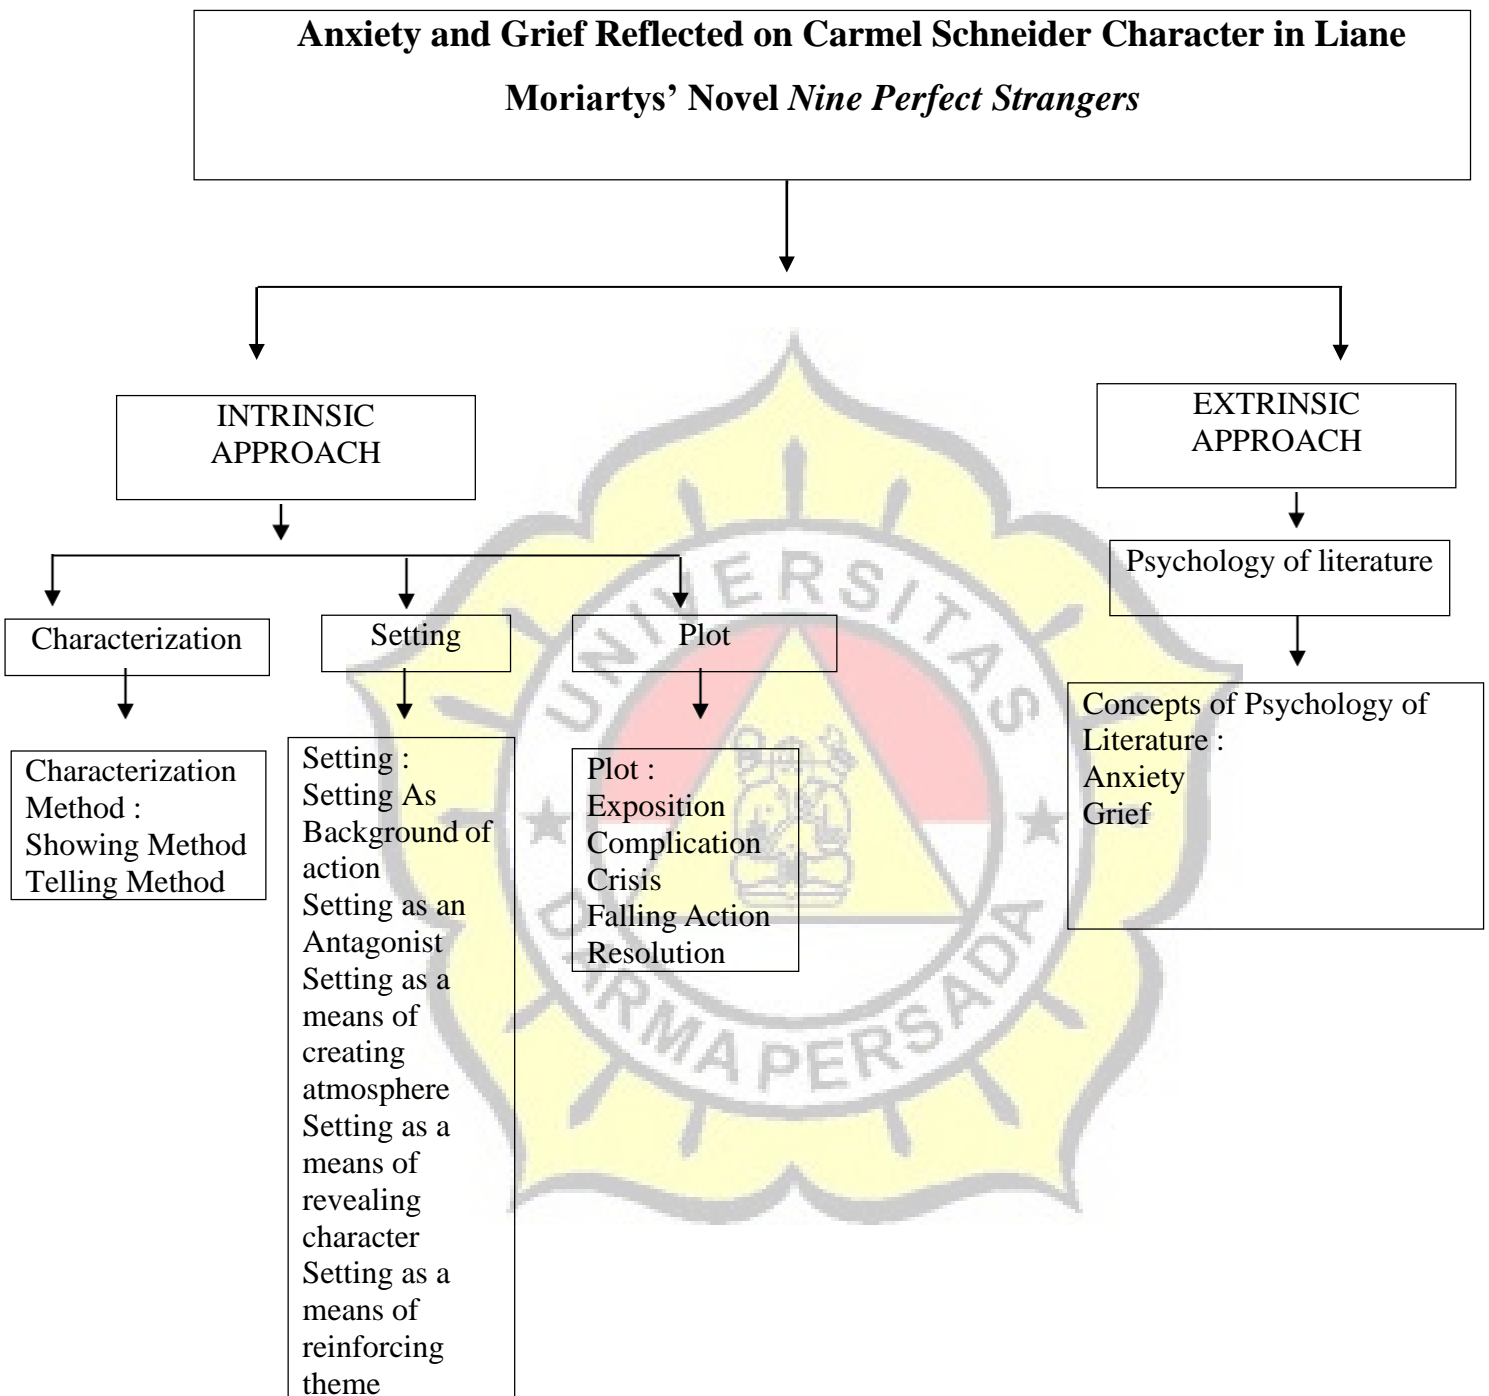 Anxiety and Grief Reflected on Carmel Schneider Character in Liane
Moriartys’ Novel Nine Perfect Strangers
INTRINSIC
APPROACH
EXTRINSIC
APPROACH
Characterization
Setting
Plot
Psychology of literature
Characterization
Method :
Showing Method
Telling Method
Setting :
Setting As
Background of
action
Setting as an
Antagonist
Setting as a
means of
creating
atmosphere
Setting as a
means of
revealing
character
Setting as a
means of
reinforcing
theme
Plot :
Exposition
Complication
Crisis
Falling Action
Resolution
Concepts of Psychology of
Literature :
Anxiety
Grief
UNIVERSITAS
DARMA PERSADA